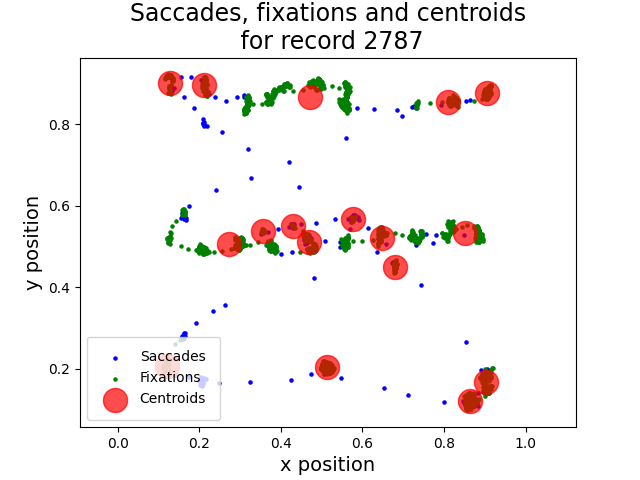 Saccades, fixations and centroids
for record 2787
y position
0.8
0.6
0.4
0.2
Saccades
Fixations
Centroids
0.0 0.2 0.4 0.6 0.8 1.0
x position